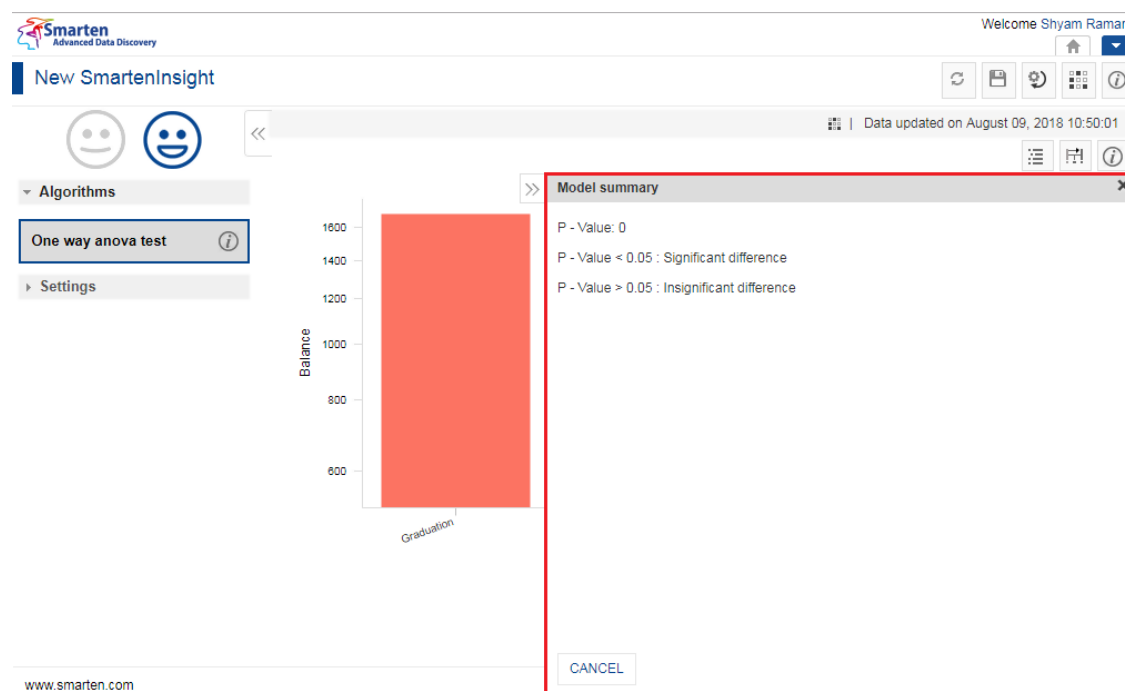 Smarten
Advanced Data Discovery
Welcome Shyam Raman
New SmartenInsight
| Data updated on August 09, 2018 10:50:01
Algorithms
One way anova test
Settings
Model summary
P - Value: 0
P - Value < 0.05 : Significant difference
P - Value > 0.05 : Insignificant difference
1600
1400
1200
1000
800
600
Balance
Graduation
CANCEL
www.smarten.com